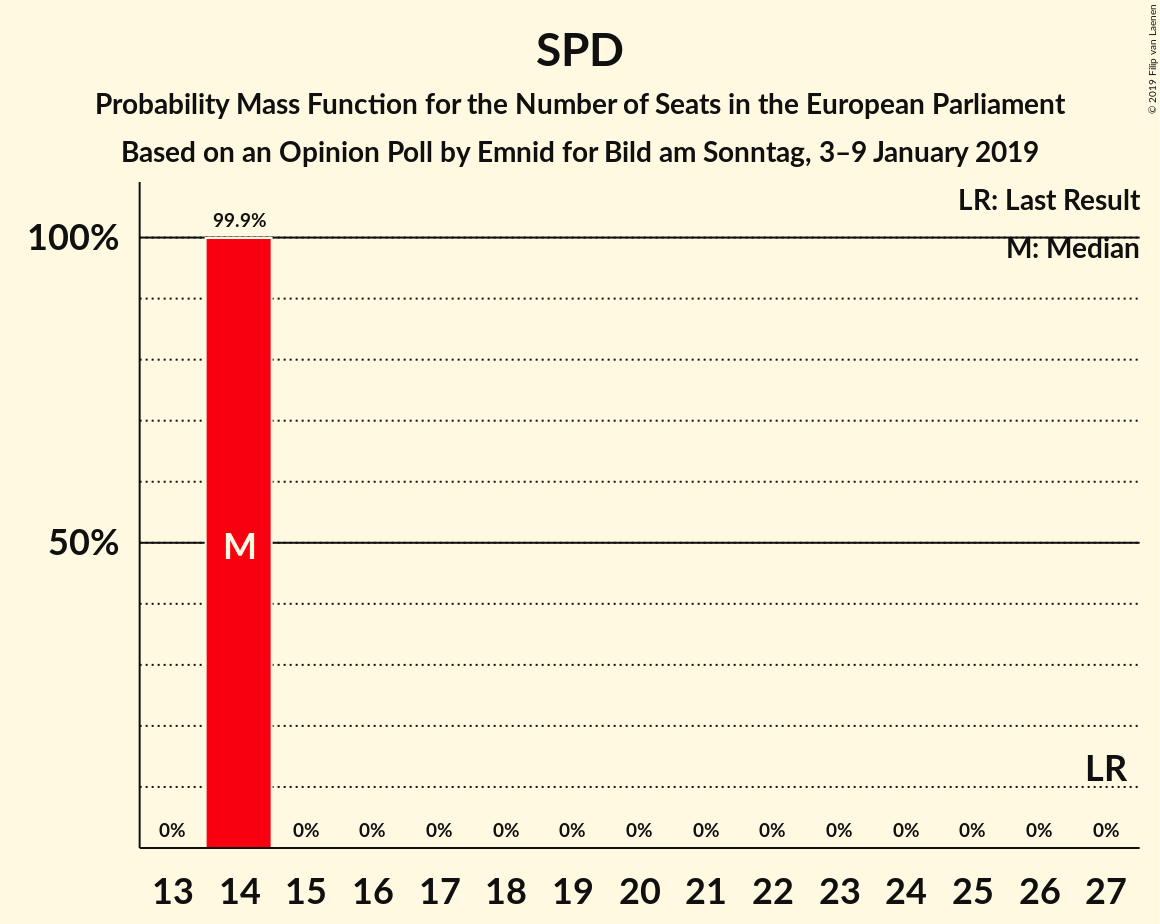 SPD
Probability Mass Function for the Number of Seats in the European Parliament
Based on an Opinion Poll by Emnid for Bild am Sonntag, 3–9 January 2019
© 2019 Filip van Laenen
LR: Last Result
M: Median
99.9%
100%
50%
M
LR
0% 0% 0% 0% 0% 0% 0% 0% 0% 0% 0% 0% 0% 0%
13 14 15 16 17 18 19 20 21 22 23 24 25 26 27